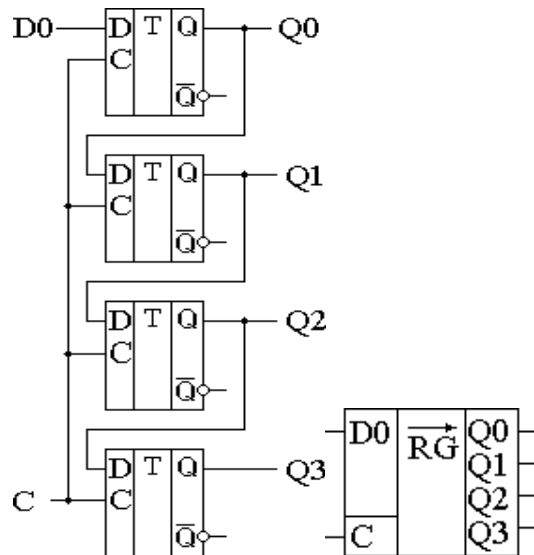 D0 D T Q Q0
C
Q̅
D T Q Q1
C
Q̅
D T Q Q2
C
Q̅
D T Q Q3
C C
Q̅
D0 RG Q0
Q1
Q2
C Q3